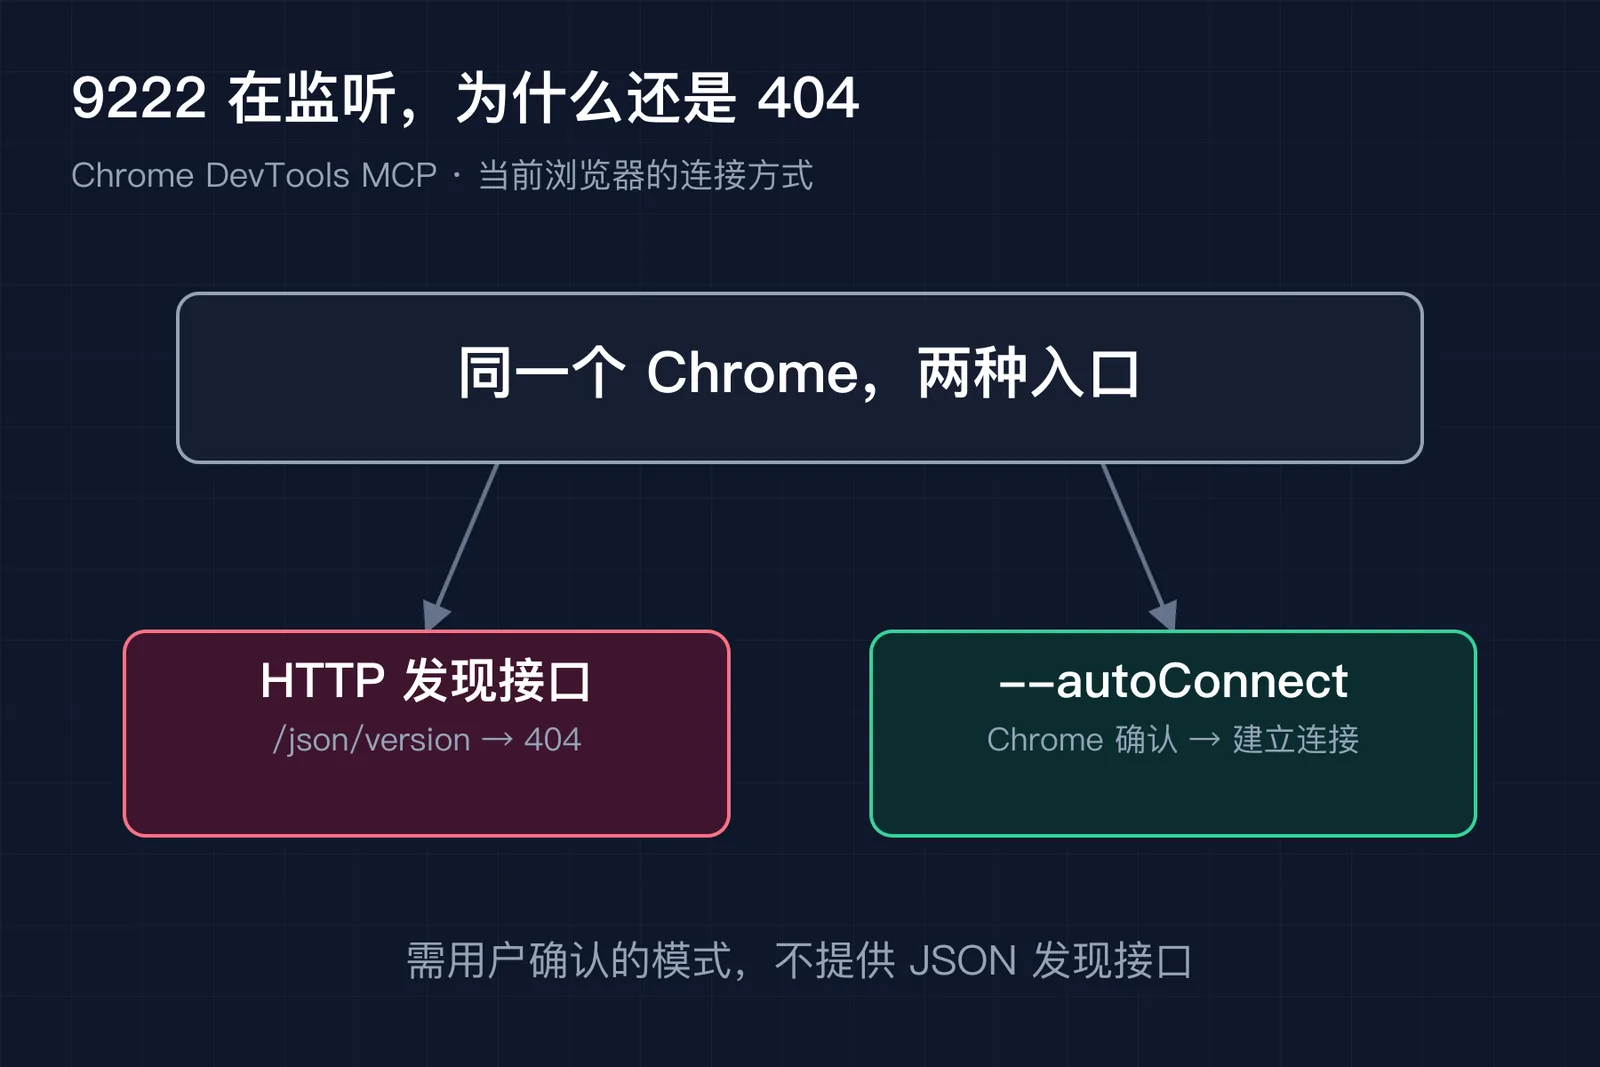 9222 在监听，为什么还是 404
Chrome DevTools MCP · 当前浏览器的连接方式
同一个 Chrome，两种入口
HTTP 发现接口
/json/version → 404
--autoConnect
Chrome 确认 → 建立连接
需用户确认的模式，不提供 JSON 发现接口